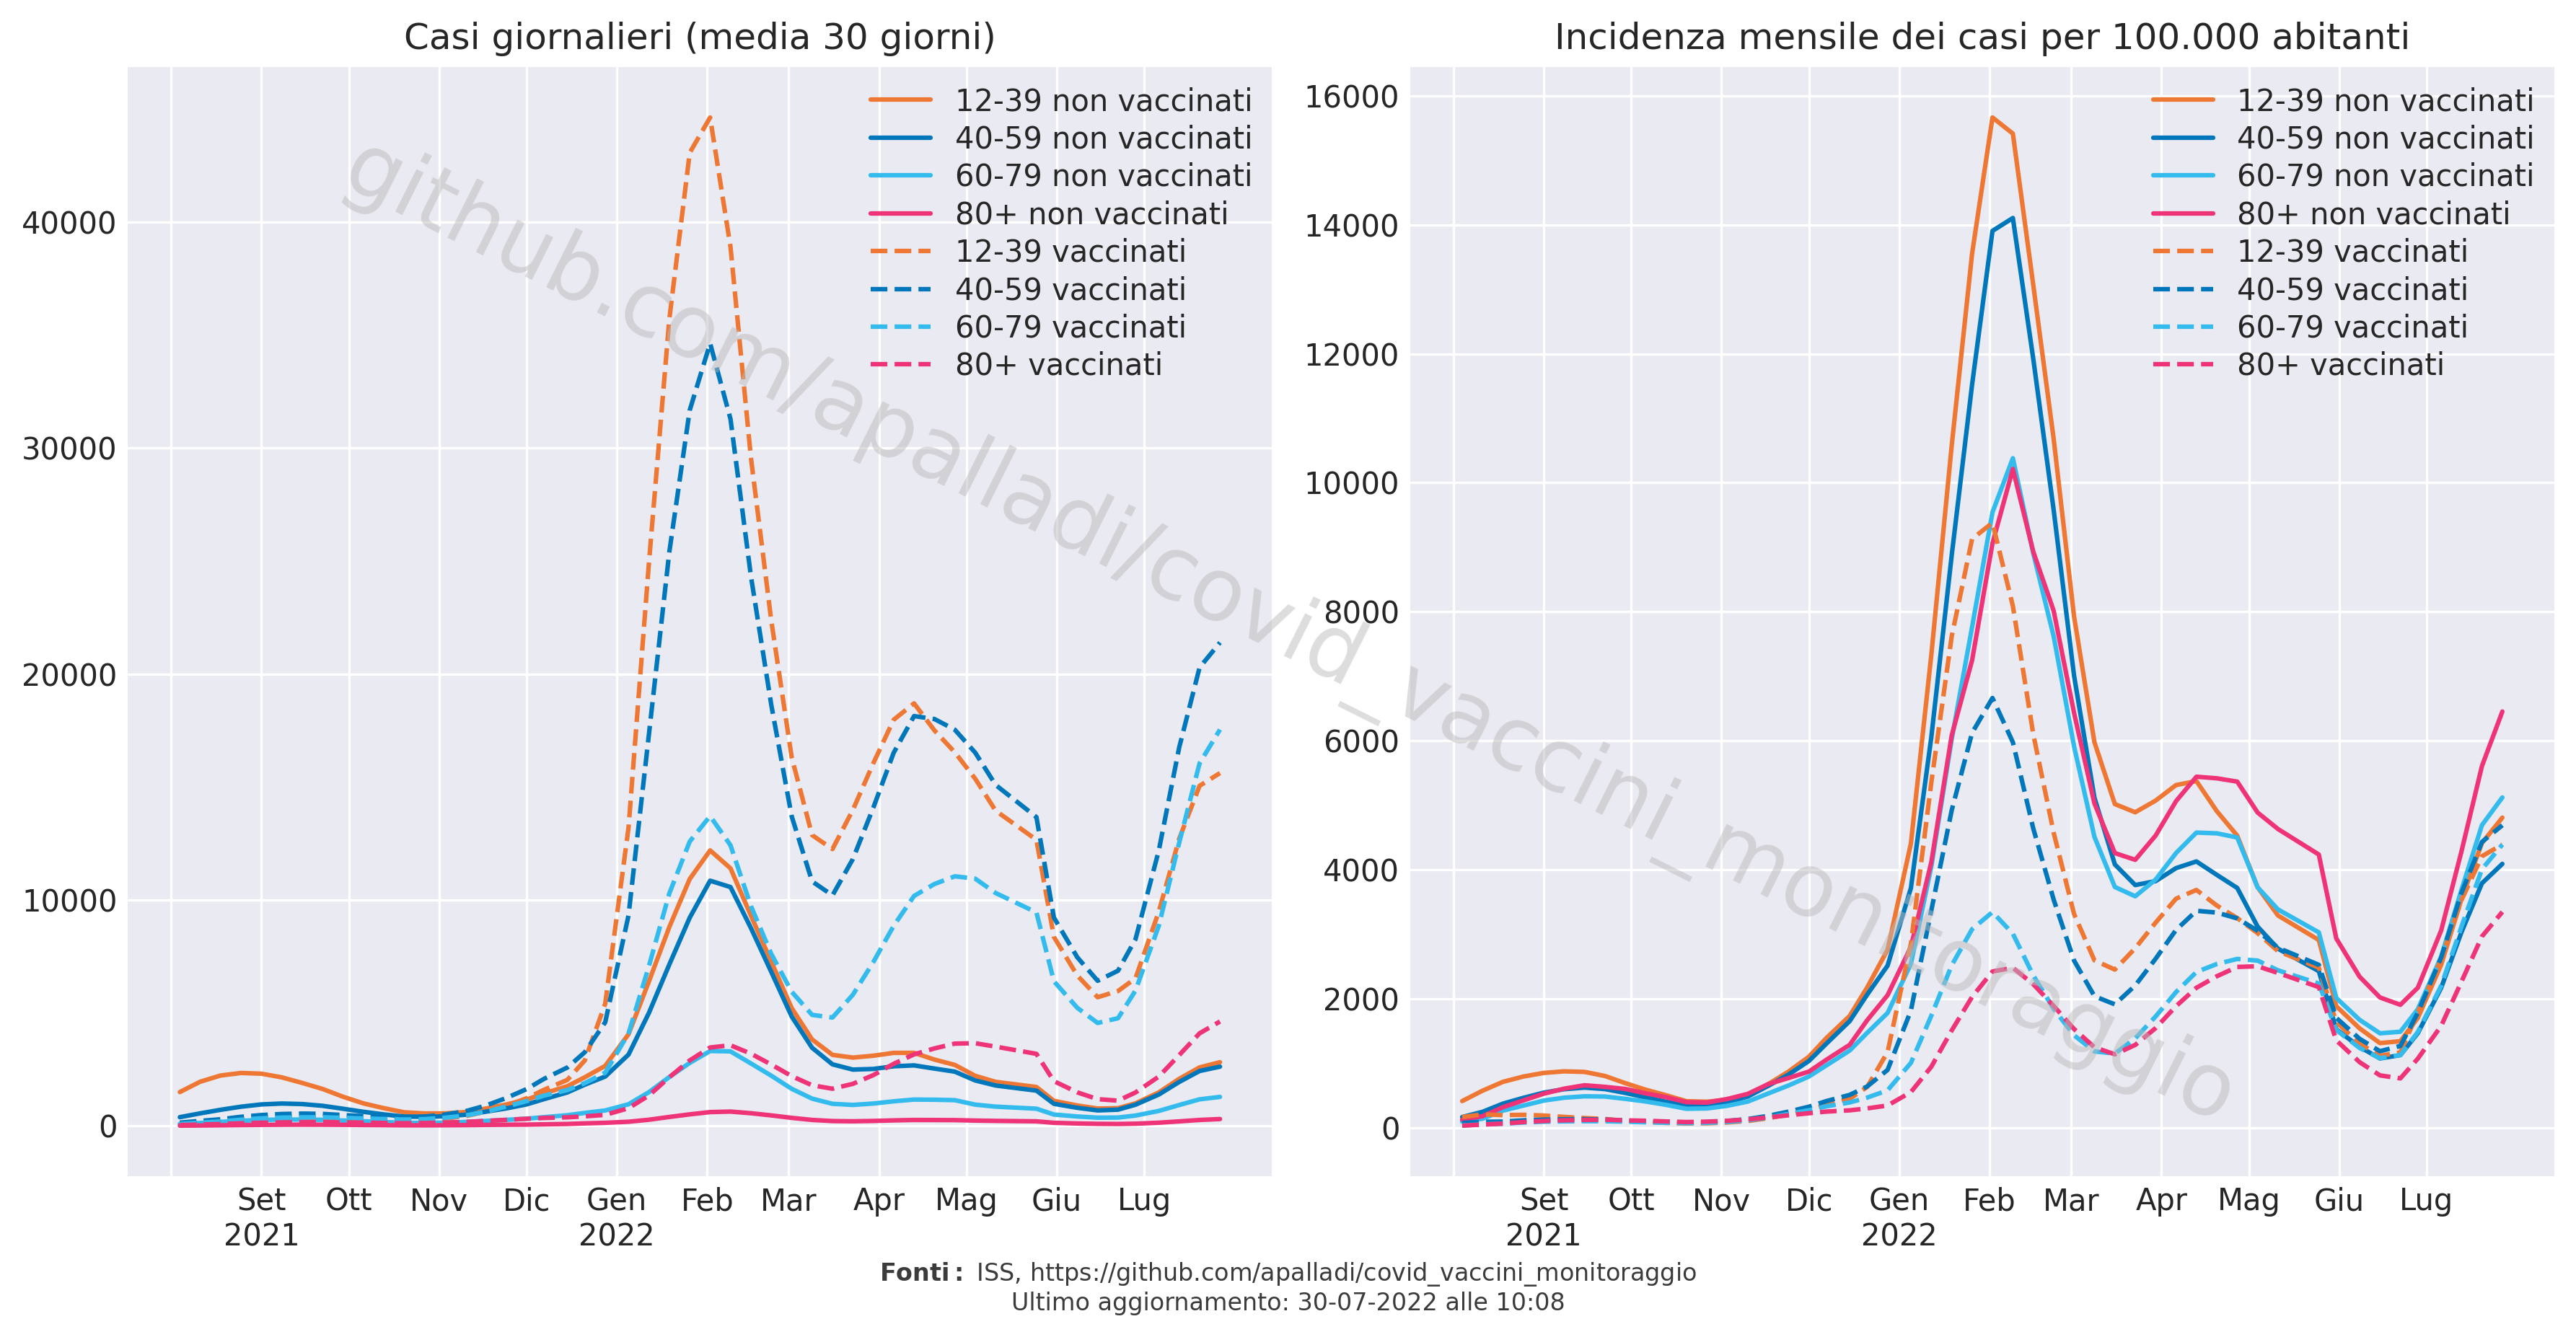 Casi giornalieri (media 30 giorni)
40000
30000
20000
10000
0
12-39 non vaccinati
40-59 non vaccinati
60-79 non vaccinati
80+ non vaccinati
12-39 vaccinati
40-59 vaccinati
60-79 vaccinati
80+ vaccinati
Set Ott Nov Dic Gen Feb Mar Apr Mag Giu Lug
2021 2022
Incidenza mensile dei casi per 100.000 abitanti
16000
14000
12000
10000
8000
6000
4000
2000
0
12-39 non vaccinati
40-59 non vaccinati
60-79 non vaccinati
80+ non vaccinati
12-39 vaccinati
40-59 vaccinati
60-79 vaccinati
80+ vaccinati
Set Ott Nov Dic Gen Feb Mar Apr Mag Giu Lug
2021 2022
github.com/apalladi/covid_vaccini_monitoraggio
Fonti: ISS, https://github.com/apalladi/covid_vaccini_monitoraggio
Ultimo aggiornamento: 30-07-2022 alle 10:08